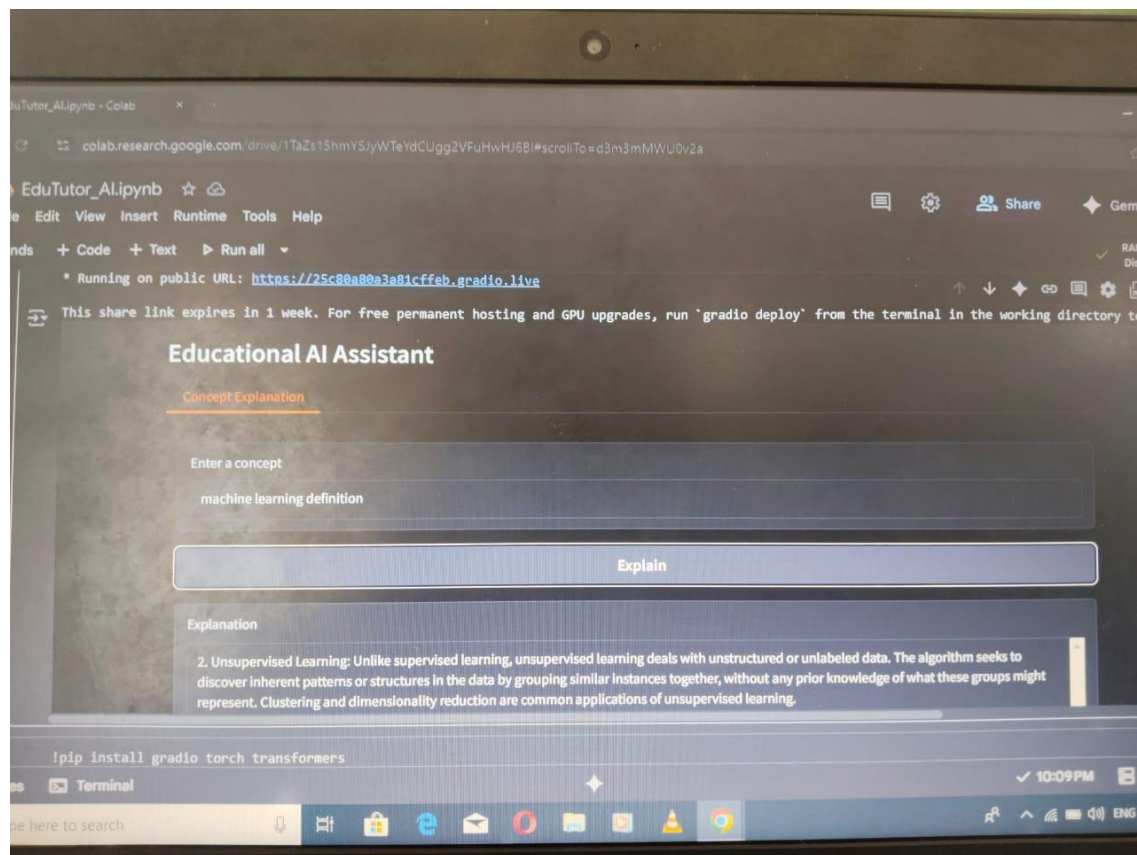 EduTutor_AI.ipynb - Colab
colab.research.google.com/drive/1TaZs15hmYSJyWTeYdCUgg2VFuHwHJ6BI#scrollTo=d3m3mMWU0v2a
EduTutor_AI.ipynb
Edit View Insert Runtime Tools Help
Share
+ Code + Text Run all
* Running on public URL: https://25c80a80a3a81cffeb.gradio.live
This share link expires in 1 week. For free permanent hosting and GPU upgrades, run `gradio deploy` from the terminal in the working directory
Educational AI Assistant
Concept Explanation
Enter a concept
machine learning definition
Explain
Explanation
2. Unsupervised Learning: Unlike supervised learning, unsupervised learning deals with unstructured or unlabeled data. The algorithm seeks to
discover inherent patterns or structures in the data by grouping similar instances together, without any prior knowledge of what these groups might
represent. Clustering and dimensionality reduction are common applications of unsupervised learning.
!pip install gradio torch transformers
Terminal
10:09 PM
here to search
ENG